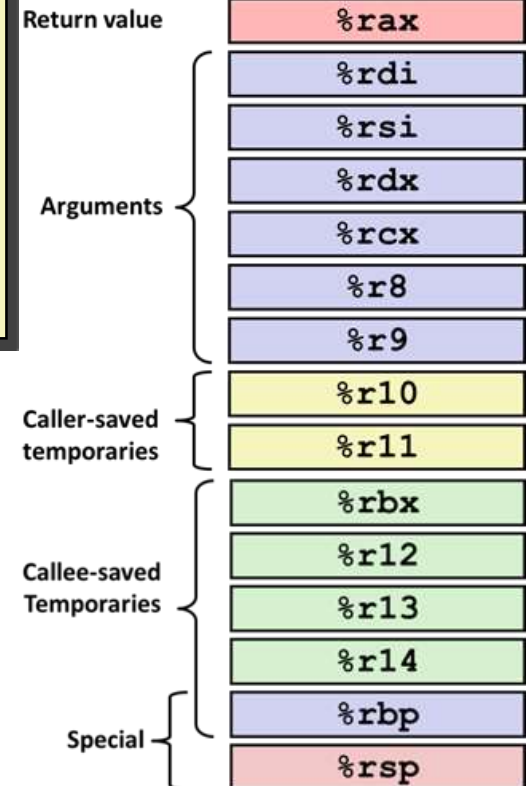 Return value
%rax
Arguments
%rdi
%rsi
%rdx
%rcx
%r8
%r9
Caller-saved
temporaries
%r10
%r11
Callee-saved
Temporaries
%rbx
%r12
%r13
%r14
Special
%rbp
%rsp